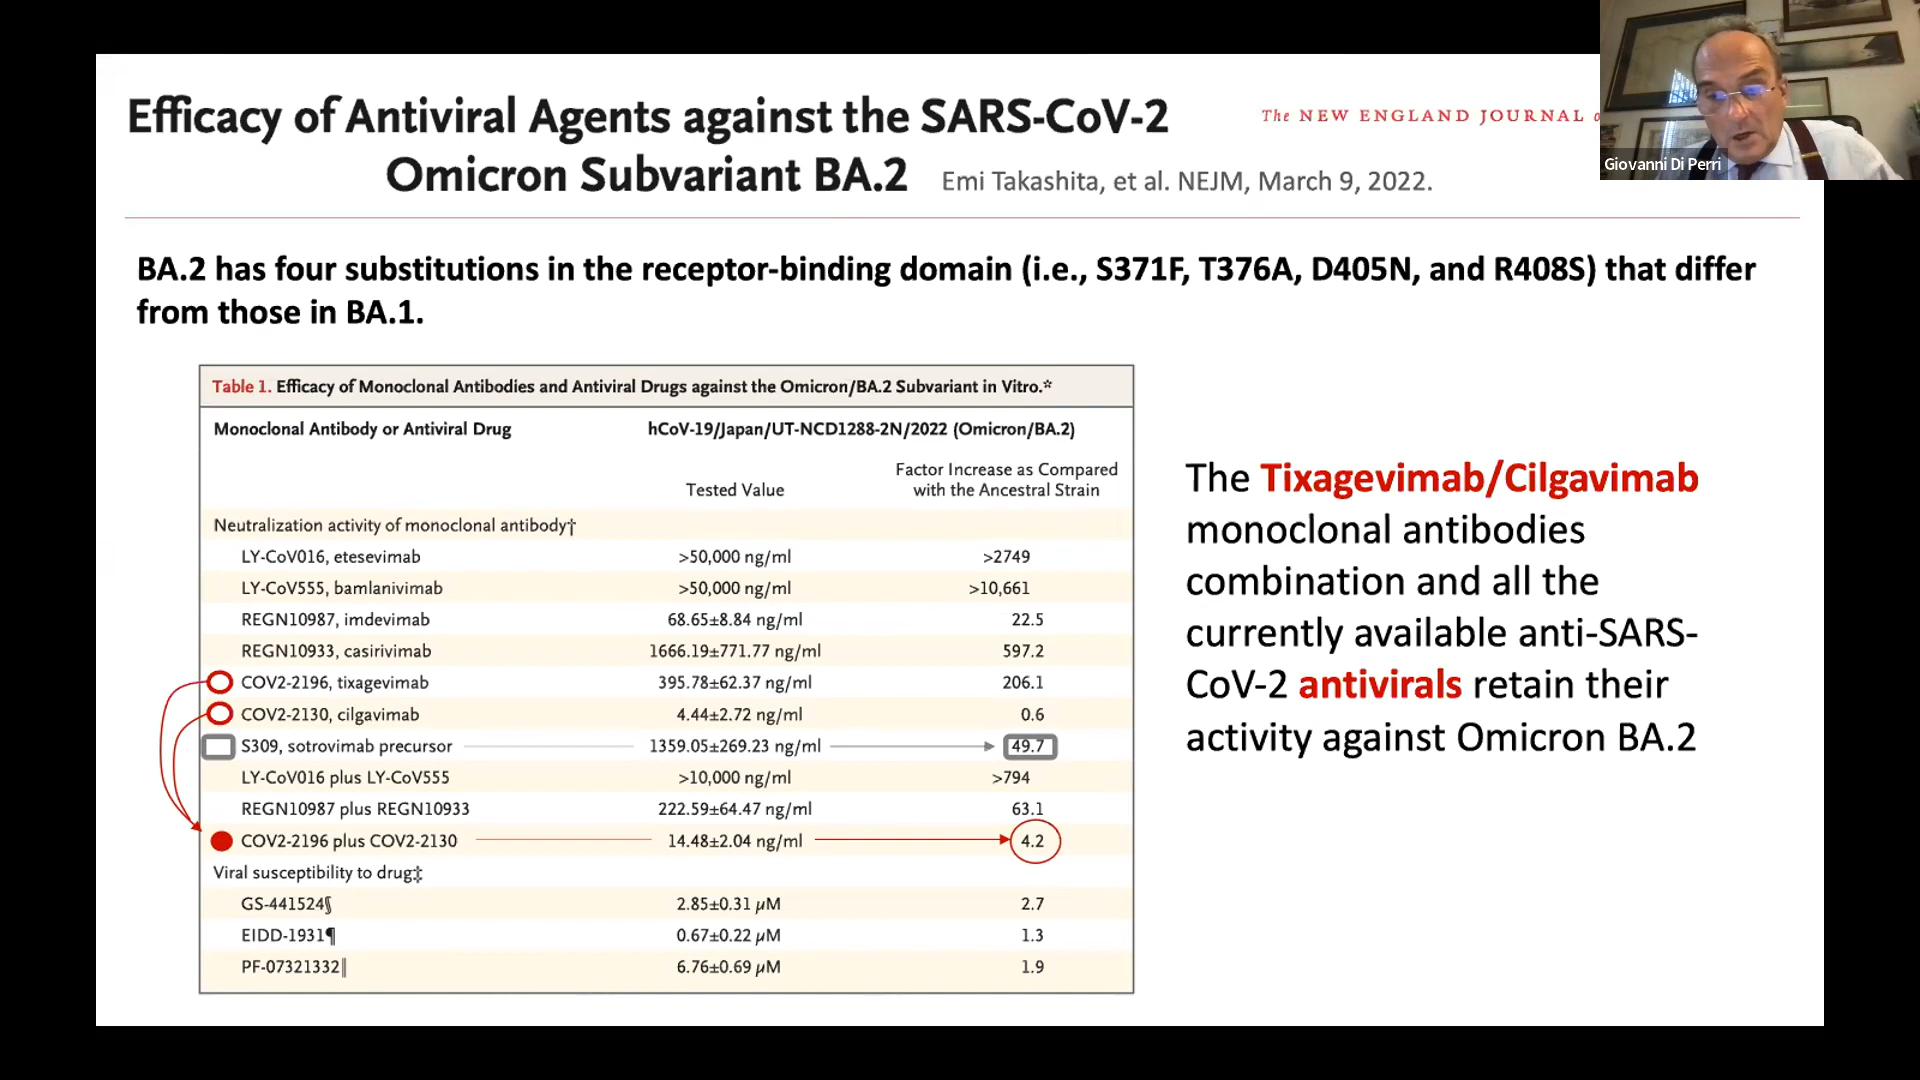 Efficacy of Antiviral Agents against the SARS-CoV-2
The NEW ENGLAND JOURNAL
Omicron Subvariant BA.2 Emi Takashita, et al. NEJM, March 9, 2022.
Giovanni Di Perri
BA.2 has four substitutions in the receptor-binding domain (i.e., S371F, T376A, D405N, and R408S) that differ
from those in BA.1.
Table 1. Efficacy of Monoclonal Antibodies and Antiviral Drugs against the Omicron/BA.2 Subvariant in Vitro.*
Monoclonal Antibody or Antiviral Drug hCoV-19/Japan/UT-NCD1288-2N/2022 (Omicron/BA.2)
Factor Increase as Compared
Tested Value with the Ancestral Strain
Neutralization activity of monoclonal antibody†
LY-CoV016, etesevimab >50,000 ng/ml >2749
LY-CoV555, bamlanivimab >50,000 ng/ml >10,661
REGN10987, imdevimab 68.65±8.84 ng/ml 22.5
REGN10933, casirivimab 1666.19±771.77 ng/ml 597.2
COV2-2196, tixagevimab 395.78±62.37 ng/ml 206.1
COV2-2130, cilgavimab 4.44±2.72 ng/ml 0.6
S309, sotrovimab precursor 1359.05±269.23 ng/ml 49.7
LY-CoV016 plus LY-CoV555 >10,000 ng/ml >794
REGN10987 plus REGN10933 222.59±64.47 ng/ml 63.1
COV2-2196 plus COV2-2130 14.48±2.04 ng/ml 4.2
Viral susceptibility to drug‡
GS-441524§ 2.85±0.31 μM 2.7
EIDD-1931¶ 0.67±0.22 μM 1.3
PF-07321332‖ 6.76±0.69 μM 1.9
The Tixagevimab/Cilgavimab
monoclonal antibodies
combination and all the
currently available anti-SARS-
CoV-2 antivirals retain their
activity against Omicron BA.2